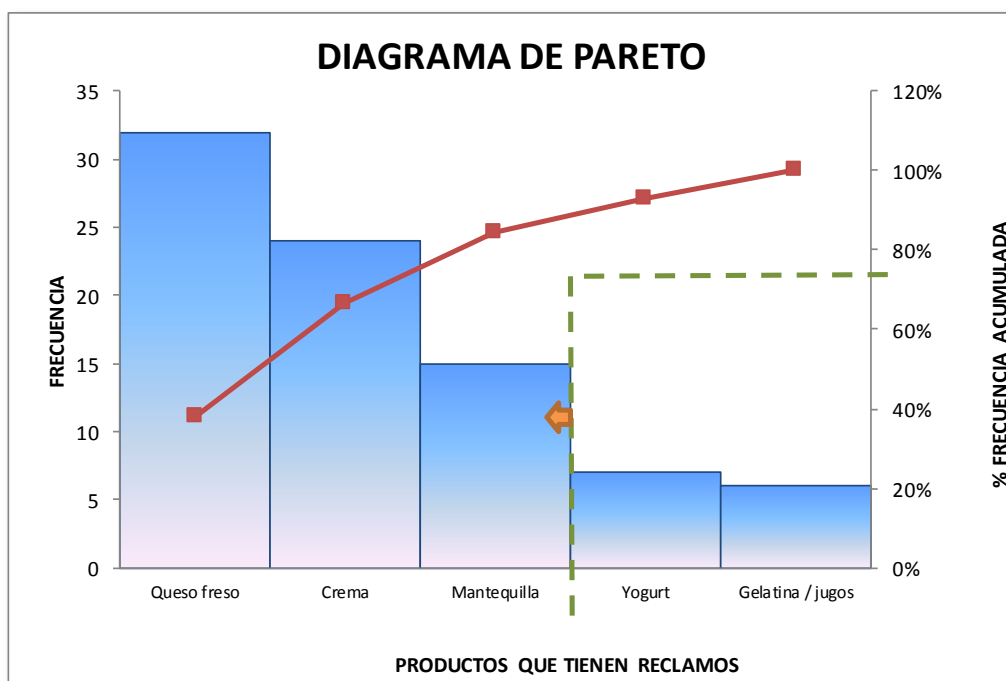 DIAGRAMA DE PARETO
FRECUENCIA
35
30
25
20
15
10
5
0
120%
100%
80%
60%
40%
20%
0%
% FRECUENCIA ACUMULADA
Queso freso
Crema
Mantequilla
Yogurt
Gelatina / jugos
PRODUCTOS QUE TIENEN RECLAMOS